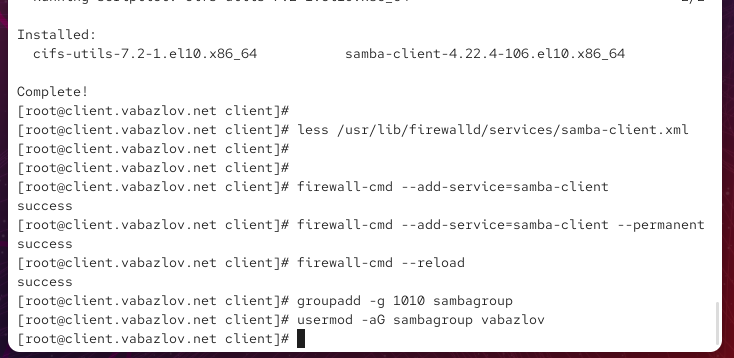 Installed:
cifs-utils-7.2-1.el10.x86_64 samba-client-4.22.4-106.el10.x86_64
Complete!
[root@client.vabazlov.net client]#
[root@client.vabazlov.net client]# less /usr/lib/firewalld/services/samba-client.xml
[root@client.vabazlov.net client]#
[root@client.vabazlov.net client]#
[root@client.vabazlov.net client]# firewall-cmd --add-service=samba-client
success
[root@client.vabazlov.net client]# firewall-cmd --add-service=samba-client --permanent
success
[root@client.vabazlov.net client]# firewall-cmd --reload
success
[root@client.vabazlov.net client]# groupadd -g 1010 sambagroup
[root@client.vabazlov.net client]# usermod -aG sambagroup vabazlov
[root@client.vabazlov.net client]#